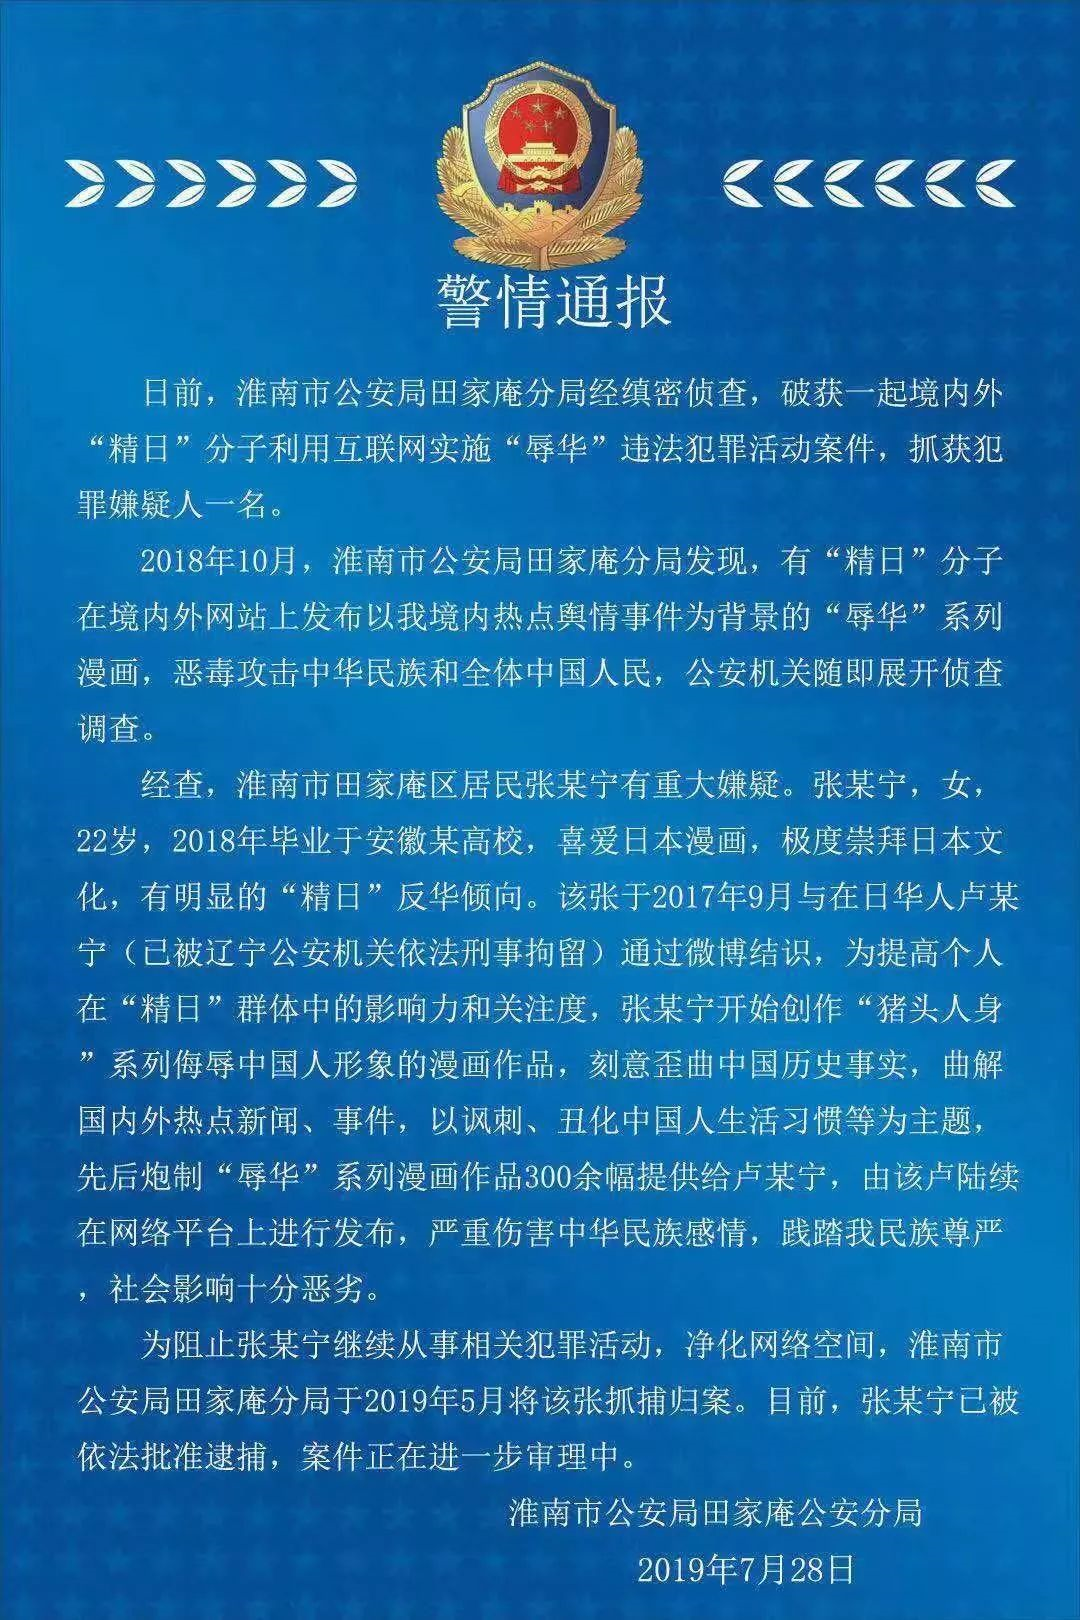 警情通报
日前，淮南市公安局田家庵分局经缜密侦查，破获一起境内外
“精日”分子利用互联网实施“辱华”违法犯罪活动案件，抓获犯
罪嫌疑人一名。
2018年10月，淮南市公安局田家庵分局发现，有“精日”分子
在境内外网站上发布以我境内热点舆情事件为背景的“辱华”系列
漫画，恶毒攻击中华民族和全体中国人民，公安机关随即展开侦查
调查。
经查，淮南市田家庵区居民张某宁有重大嫌疑。张某宁，女，
22岁，2018年毕业于安徽某高校，喜爱日本漫画，极度崇拜日本文
化，有明显的“精日”反华倾向。该张于2017年9月与在日华人卢某
宁（已被辽宁公安机关依法刑事拘留）通过微博结识，为提高个人
在“精日”群体中的影响力和关注度，张某宁开始创作“猪头人身
”系列侮辱中国人形象的漫画作品，刻意歪曲中国历史事实，曲解
国内外热点新闻、事件，以讽刺、丑化中国人生活习惯等为主题，
先后炮制“辱华”系列漫画作品300余幅提供给卢某宁，由该卢陆续
在网络平台上进行发布，严重伤害中华民族感情，践踏我民族尊严
，社会影响十分恶劣。
为阻止张某宁继续从事相关犯罪活动，净化网络空间，淮南市
公安局田家庵分局于2019年5月将该张抓捕归案。目前，张某宁已被
依法批准逮捕，案件正在进一步审理中。
淮南市公安局田家庵公安分局
2019年7月28日